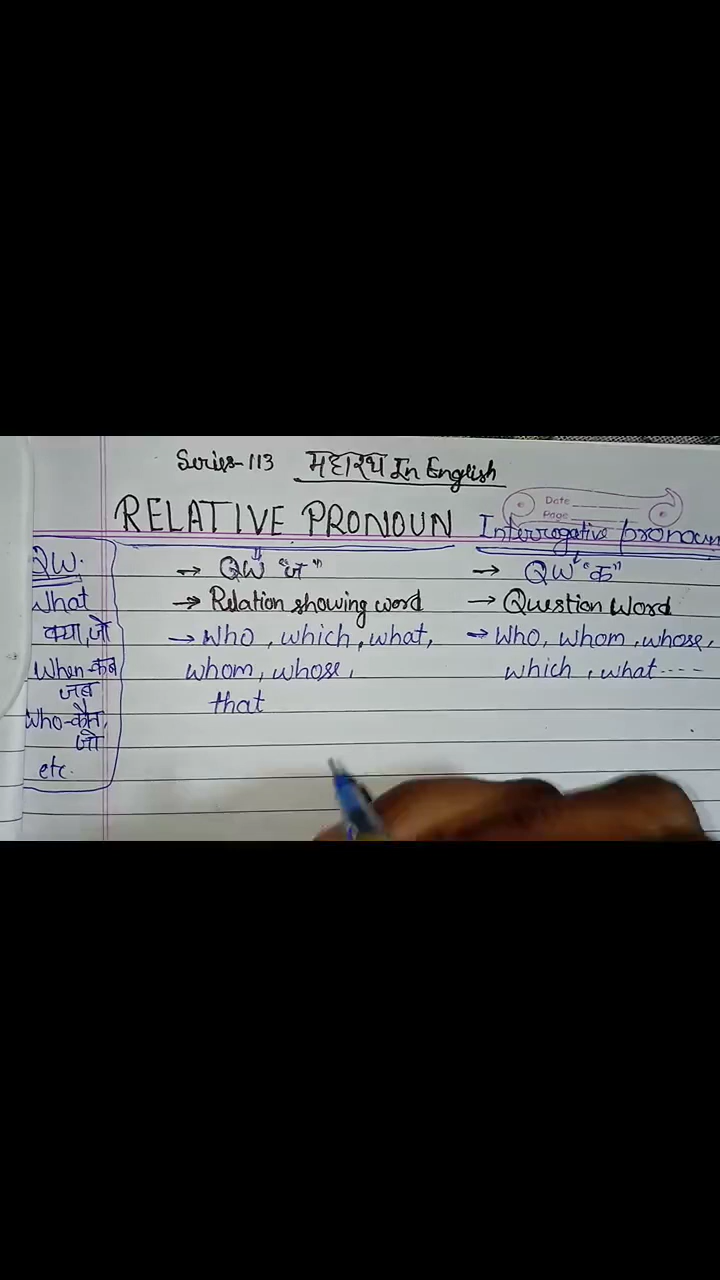 Series-113 महारथ In English
Date
Page
RELATIVE PRONOUN
Interrogative pronoun
QW.
What
क्या, जो
When-कब
जब
Who-कौन,
जो
etc.
→ QW "ज"
→ Relation showing word
→ Who, which, what,
whom, whose,
that
→ QW "क"
→ Question Word
→ Who, whom, whose,
which, what----